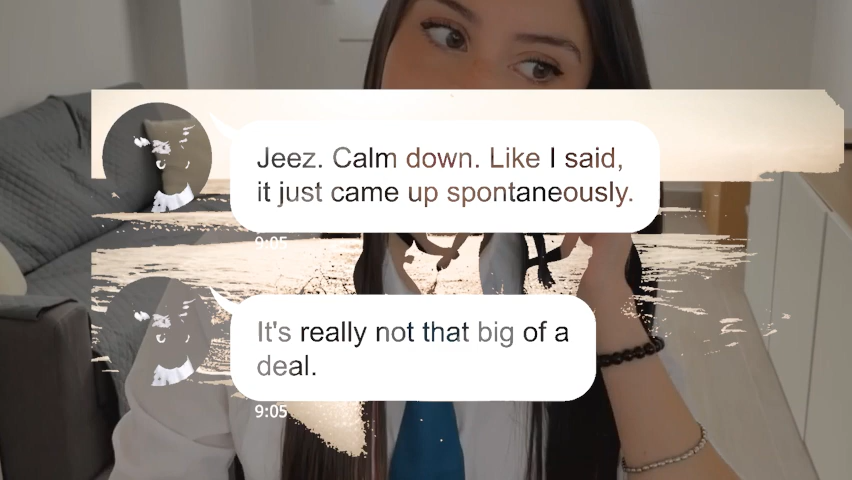 Jeez. Calm down. Like I said,
it just came up spontaneously.
9:05
It's really not that big of a
deal.
9:05